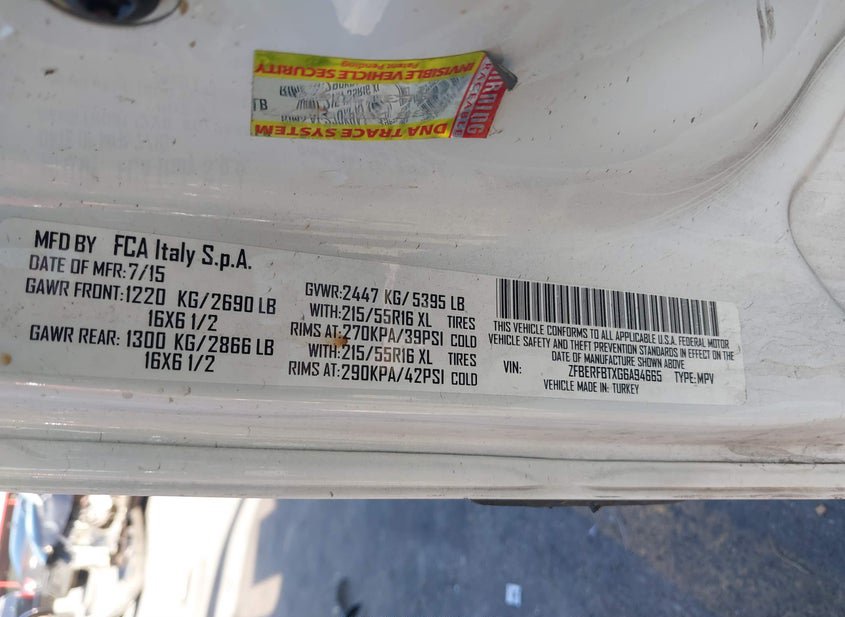 INVISIBLE VEHICLE SECURITY
Patent Pending
LB
DNA TRACE SYSTEM
MFD BY FCA Italy S.p.A.
DATE OF MFR:7/15
GAWR FRONT:1220 KG/2690 LB
16X6 1/2
GAWR REAR: 1300 KG/2866 LB
16X6 1/2
GVWR:2447 KG/5395 LB
WITH:215/55R16 XL TIRES
RIMS AT:270KPA/39PSI COLD
WITH:215/55R16 XL TIRES
RIMS AT:290KPA/42PSI COLD
THIS VEHICLE CONFORMS TO ALL APPLICABLE U.S.A. FEDERAL MOTOR
VEHICLE SAFETY AND THEFT PREVENTION STANDARDS IN EFFECT ON THE
DATE OF MANUFACTURE SHOWN ABOVE
VIN: ZFBERFBTXG6A94665 TYPE:MPV
VEHICLE MADE IN: TURKEY